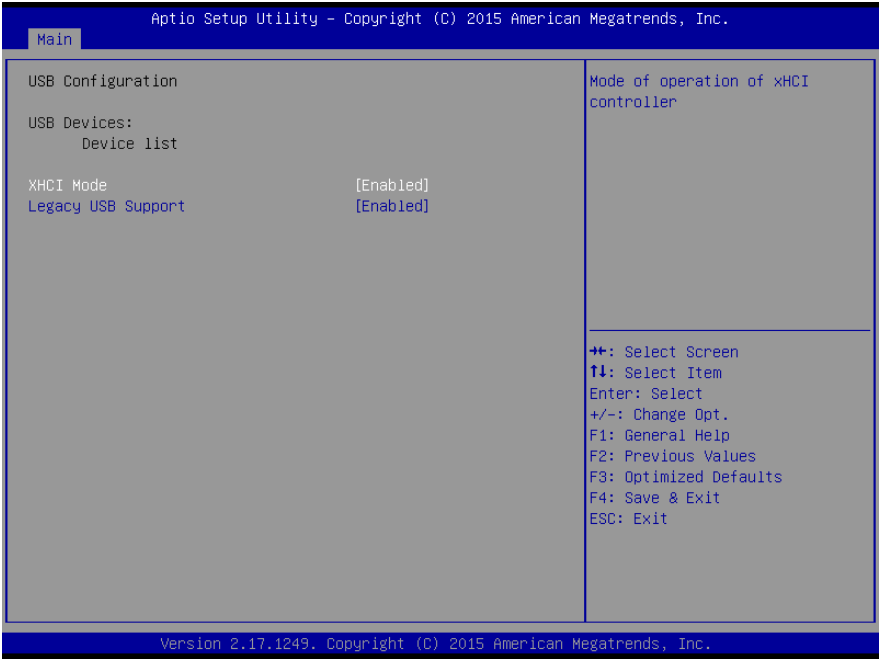 Aptio Setup Utility – Copyright (C) 2015 American Megatrends, Inc.
Main
USB Configuration
USB Devices:
Device list
XHCI Mode [Enabled]
Legacy USB Support [Enabled]
Mode of operation of xHCI
controller
→←: Select Screen
↑↓: Select Item
Enter: Select
+/-: Change Opt.
F1: General Help
F2: Previous Values
F3: Optimized Defaults
F4: Save & Exit
ESC: Exit
Version 2.17.1249. Copyright (C) 2015 American Megatrends, Inc.